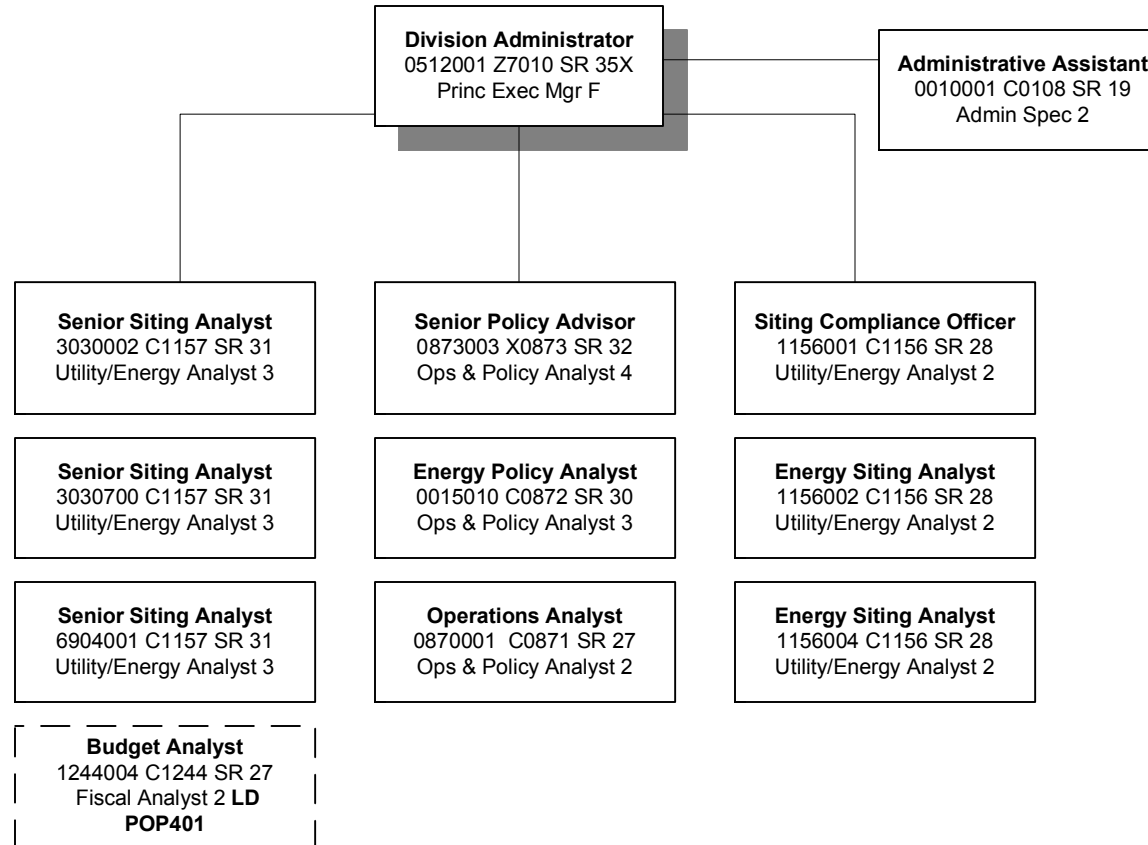 Division Administrator
0512001 Z7010 SR 35X
Princ Exec Mgr F
Administrative Assistant
0010001 C0108 SR 19
Admin Spec 2
Senior Siting Analyst
3030002 C1157 SR 31
Utility/Energy Analyst 3
Senior Policy Advisor
0873003 X0873 SR 32
Ops & Policy Analyst 4
Siting Compliance Officer
1156001 C1156 SR 28
Utility/Energy Analyst 2
Senior Siting Analyst
3030700 C1157 SR 31
Utility/Energy Analyst 3
Energy Policy Analyst
0015010 C0872 SR 30
Ops & Policy Analyst 3
Energy Siting Analyst
1156002 C1156 SR 28
Utility/Energy Analyst 2
Senior Siting Analyst
6904001 C1157 SR 31
Utility/Energy Analyst 3
Operations Analyst
0870001 C0871 SR 27
Ops & Policy Analyst 2
Energy Siting Analyst
1156004 C1156 SR 28
Utility/Energy Analyst 2
Budget Analyst
1244004 C1244 SR 27
Fiscal Analyst 2 LD
POP401